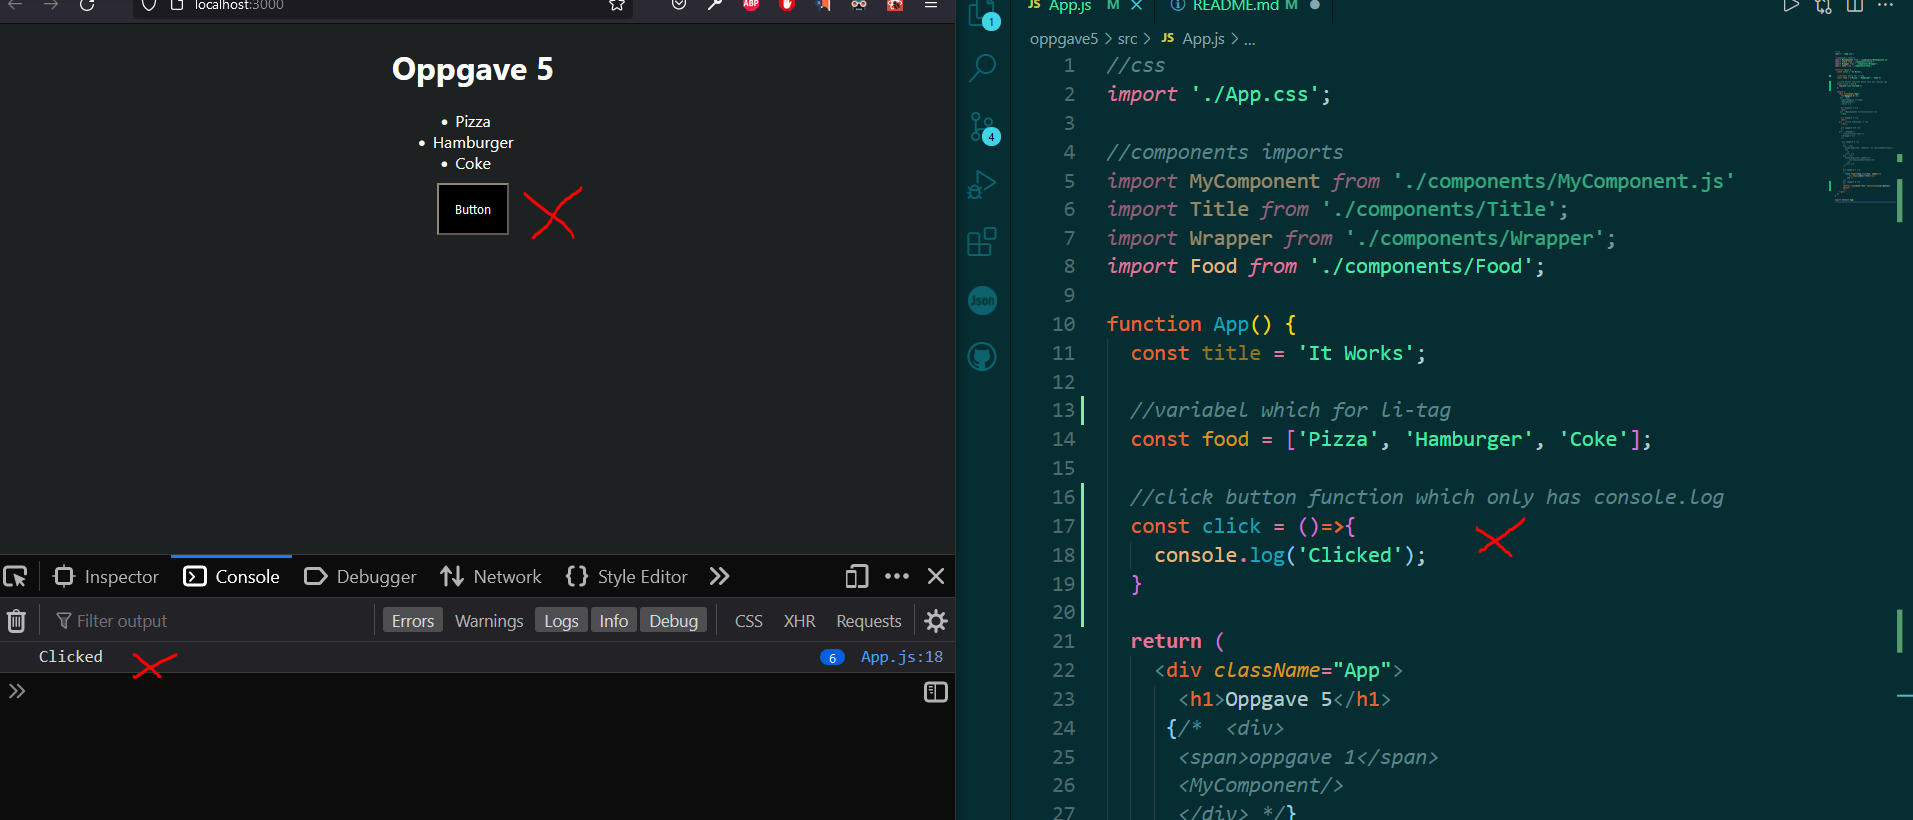 localhost:3000
ABP
Oppgave 5
• Pizza
• Hamburger
• Coke
Button
Inspector
Console
Debugger
Network
Style Editor
Filter output
Errors
Warnings
Logs
Info
Debug
CSS
XHR
Requests
Clicked
6
App.js:18
JS App.js M
README.md M
oppgave5 > src > JS App.js > ...
1
4
Json
1 //css
2 import './App.css';
3
4 //components imports
5 import MyComponent from './components/MyComponent.js'
6 import Title from './components/Title';
7 import Wrapper from './components/Wrapper';
8 import Food from './components/Food';
9
10 function App() {
11 const title = 'It Works';
12
13 //variabel which for li-tag
14 const food = ['Pizza', 'Hamburger', 'Coke'];
15
16 //click button function which only has console.log
17 const click = ()=>{
18 console.log('Clicked');
19 }
20
21 return (
22 <div className="App">
23 <h1>Oppgave 5</h1>
24 {/* <div>
25 <span>oppgave 1</span>
26 <MyComponent/>
27 </div> */}